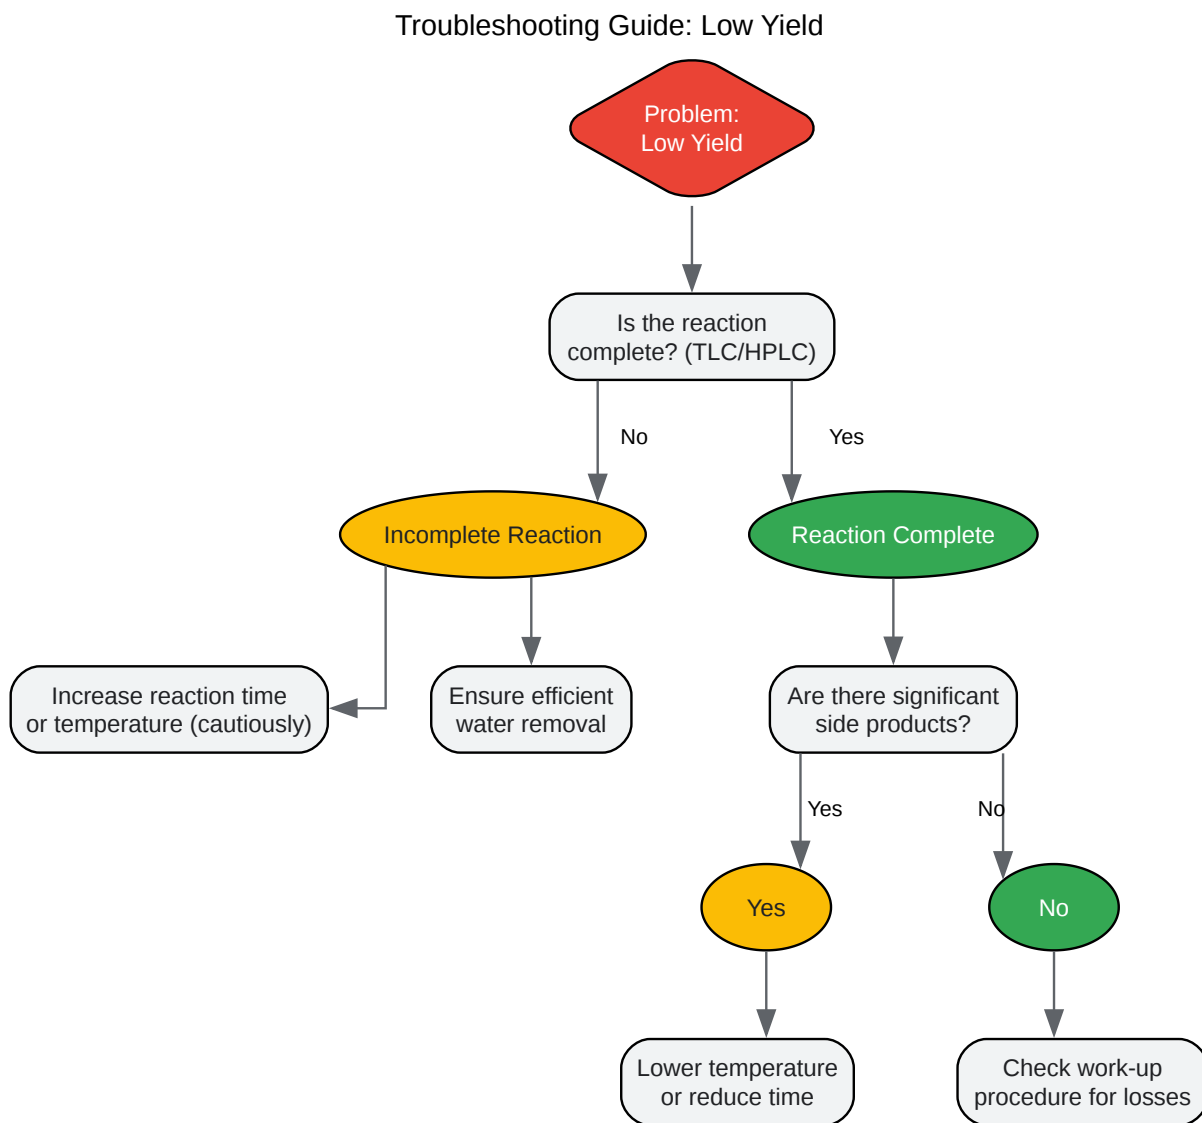 Troubleshooting Guide: Low Yield
Problem:
Low Yield
Is the reaction
complete? (TLC/HPLC)
No
Yes
Incomplete Reaction
Reaction Complete
Increase reaction time
or temperature (cautiously)
Ensure efficient
water removal
Are there significant
side products?
Yes
No
Yes
No
Lower temperature
or reduce time
Check work-up
procedure for losses